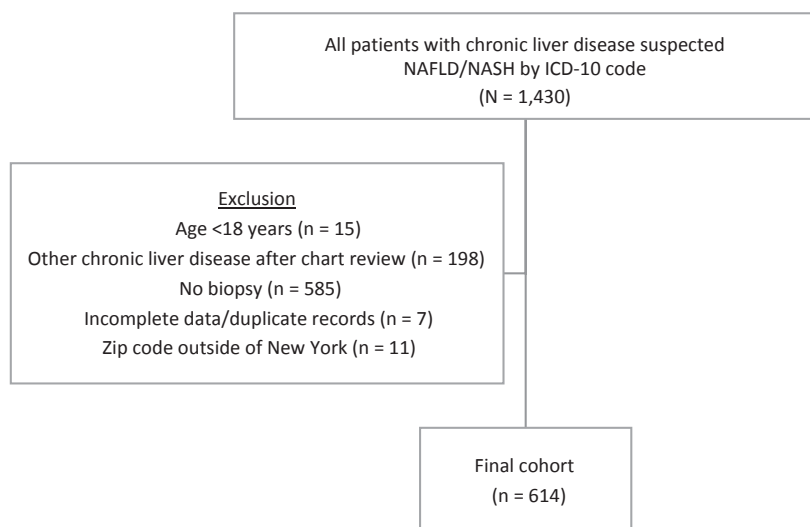 All patients with chronic liver disease suspected
NAFLD/NASH by ICD-10 code
(N = 1,430)
Exclusion
Age <18 years (n = 15)
Other chronic liver disease after chart review (n = 198)
No biopsy (n = 585)
Incomplete data/duplicate records (n = 7)
Zip code outside of New York (n = 11)
Final cohort
(n = 614)